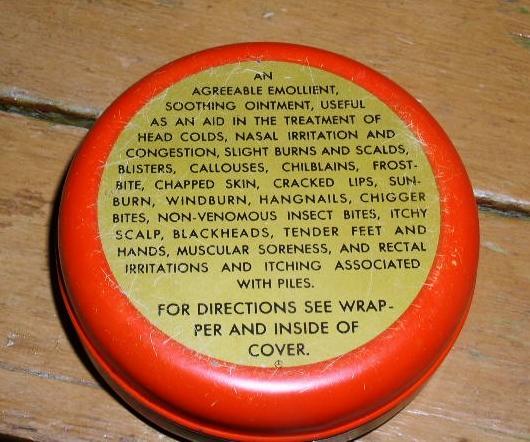 AN
AGREEABLE EMOLLIENT,
SOOTHING OINTMENT, USEFUL
AS AN AID IN THE TREATMENT OF
HEAD COLDS, NASAL IRRITATION AND
CONGESTION, SLIGHT BURNS AND SCALDS,
BLISTERS, CALLOUSES, CHILBLAINS, FROST-
BITE, CHAPPED SKIN, CRACKED LIPS, SUN-
BURN, WINDBURN, HANGNAILS, CHIGGER
BITES, NON-VENOMOUS INSECT BITES, ITCHY
SCALP, BLACKHEADS, TENDER FEET AND
HANDS, MUSCULAR SORENESS, AND RECTAL
IRRITATIONS AND ITCHING ASSOCIATED
WITH PILES.
FOR DIRECTIONS SEE WRAP-
PER AND INSIDE OF
COVER.